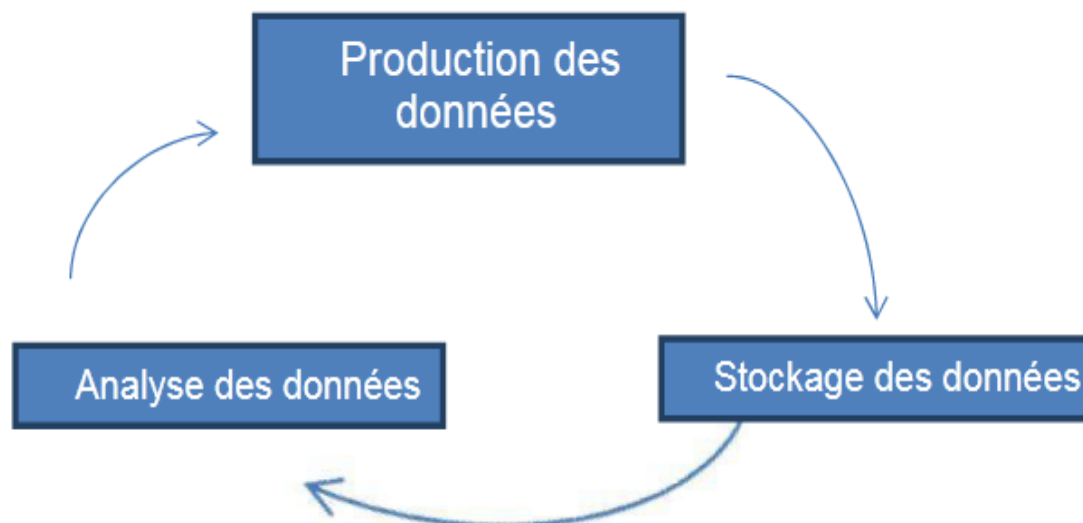 Production des
données
Analyse des données
Stockage des données